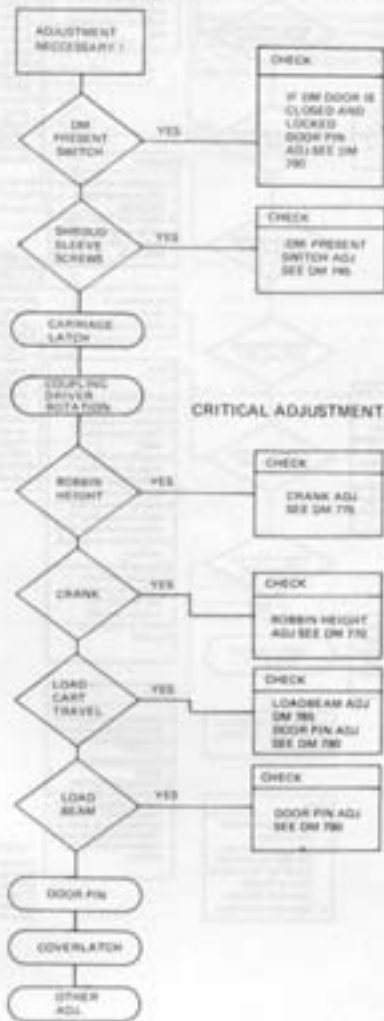 ADJUSTMENT
NECCESSARY !
CHECK
IF DM DOOR IS
CLOSED AND
LOCKED
DOOR PIN
ADJ SEE DM
790
DM
PRESENT
SWITCH
YES
SHROUD
SLEEVE
SCREWS
YES
CHECK
DM PRESENT
SWITCH ADJ
SEE DM 745
CARRIAGE
LATCH
COUPLING
DRIVER
ROTATION
CRITICAL ADJUSTMENT
BOBBIN
HEIGHT
YES
CHECK
CRANK ADJ
SEE DM 775
CRANK
YES
CHECK
BOBBIN HEIGHT
ADJ SEE DM 770
LOAD-
CART
TRAVEL
YES
CHECK
LOADBEAM ADJ
DM 785
DOOR PIN ADJ
SEE DM 790
LOAD
BEAM
YES
CHECK
DOOR PIN ADJ
SEE DM 790
DOOR PIN
COVERLATCH
OTHER
ADJ.